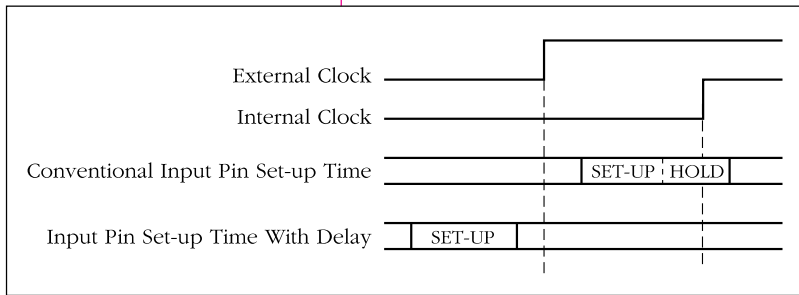 External Clock
Internal Clock
Conventional Input Pin Set-up Time
SET-UP HOLD
Input Pin Set-up Time With Delay
SET-UP